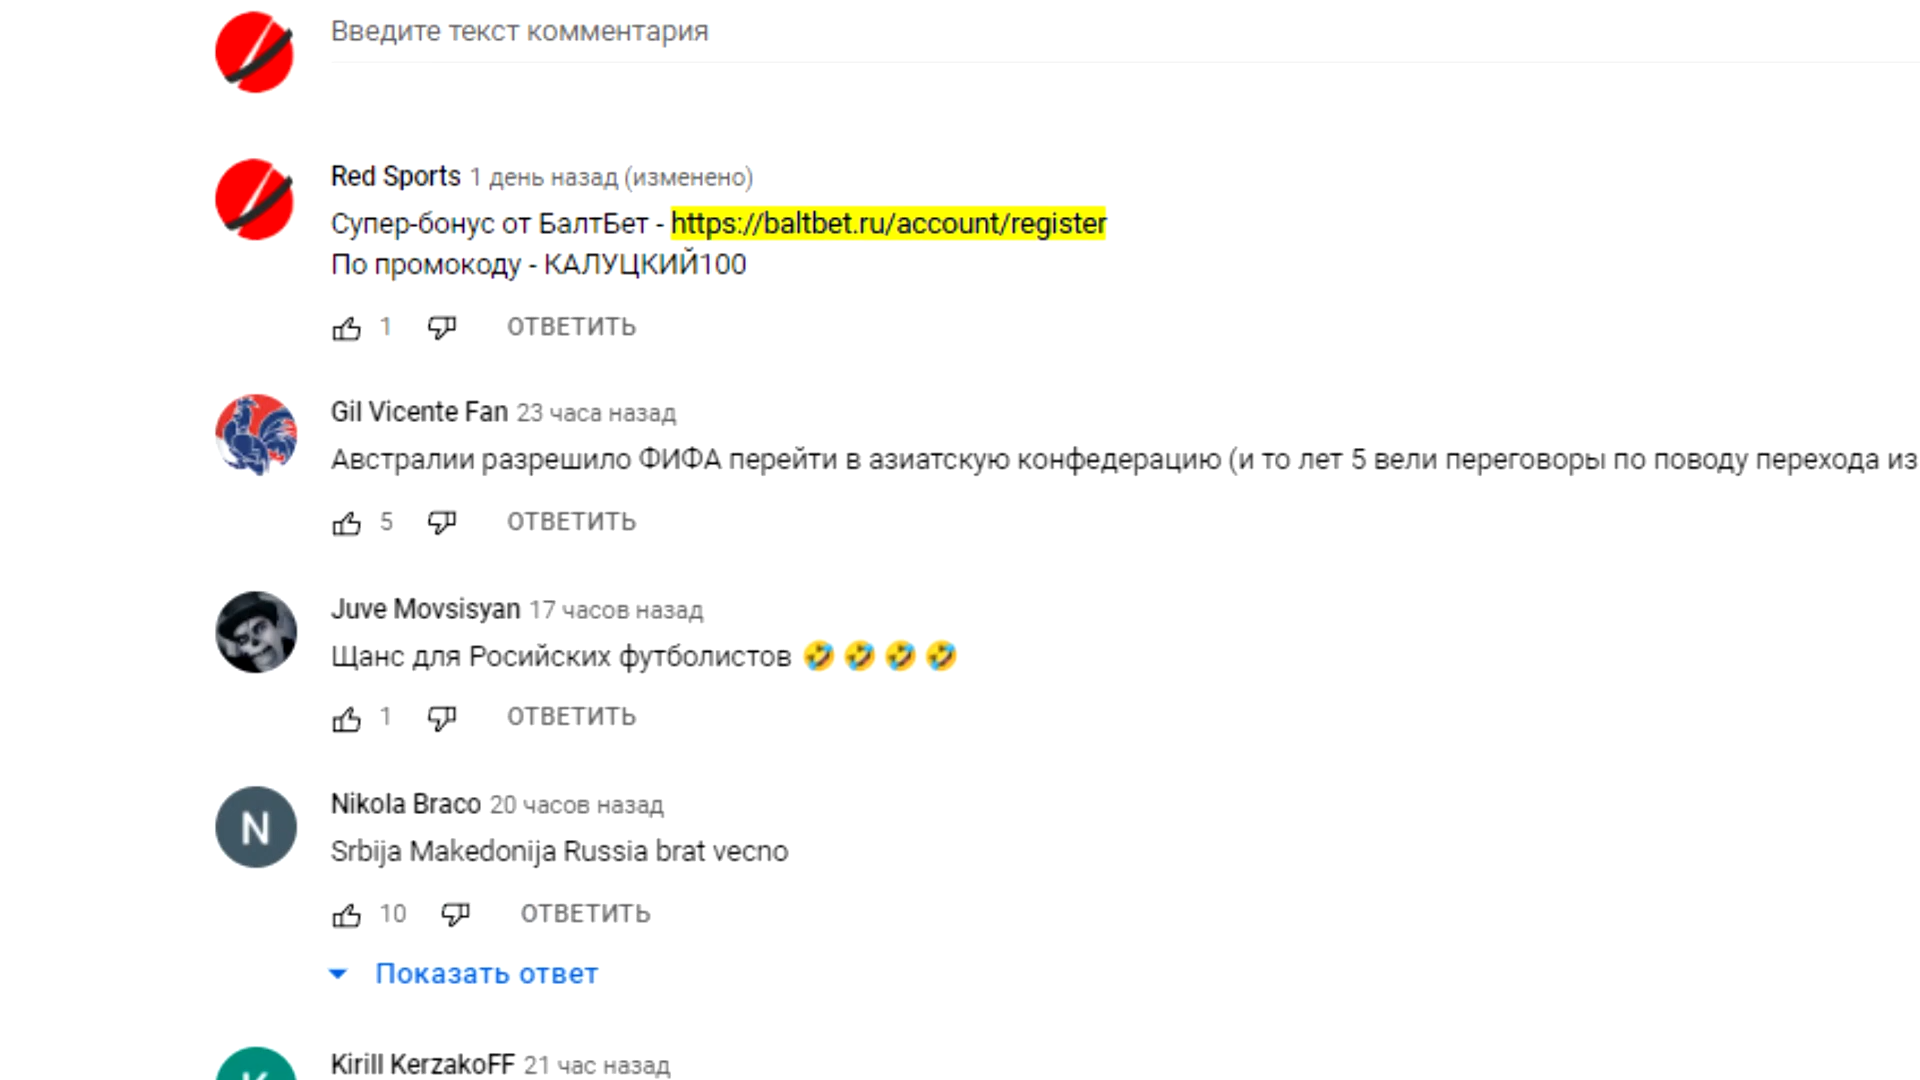 Введите текст комментария
Red Sports 1 день назад (изменено)
Супер-бонус от БалтБет - https://baltbet.ru/account/register
По промокоду - КАЛУЦКИЙ100
1 ОТВЕТИТЬ
Gil Vicente Fan 23 часа назад
Австралии разрешило ФИФА перейти в азиатскую конфедерацию (и то лет 5 вели переговоры по поводу перехода из
5 ОТВЕТИТЬ
Juve Movsisyan 17 часов назад
Щанс для Росийских футболистов 🤣 🤣 🤣 🤣
1 ОТВЕТИТЬ
N
Nikola Braco 20 часов назад
Srbija Makedonija Russia brat vecno
10 ОТВЕТИТЬ
Показать ответ
Kirill KerzakoFF 21 час назад